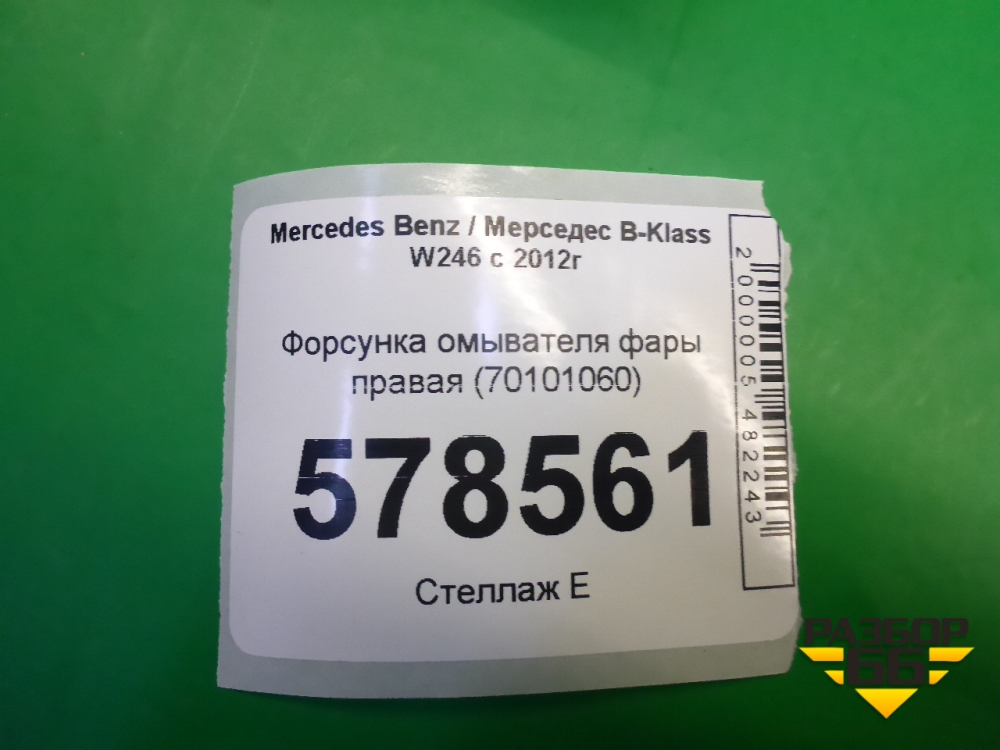 Mercedes Benz / Мерседес B-Klass
W246 с 2012г
Форсунка омывателя фары
правая (70101060)
578561
Стеллаж Е
2000005482243
РАЗБОР
66